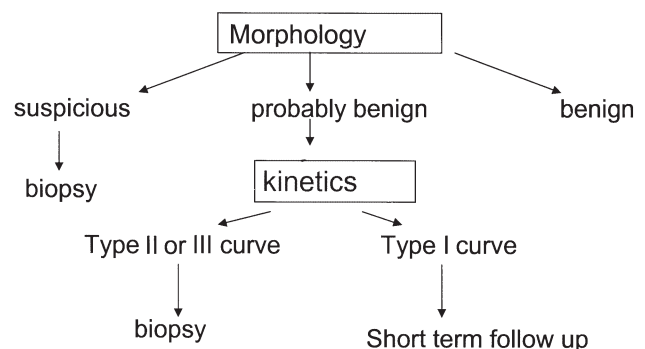 Morphology
suspicious
probably benign
benign
biopsy
kinetics
Type II or III curve
Type I curve
biopsy
Short term follow up